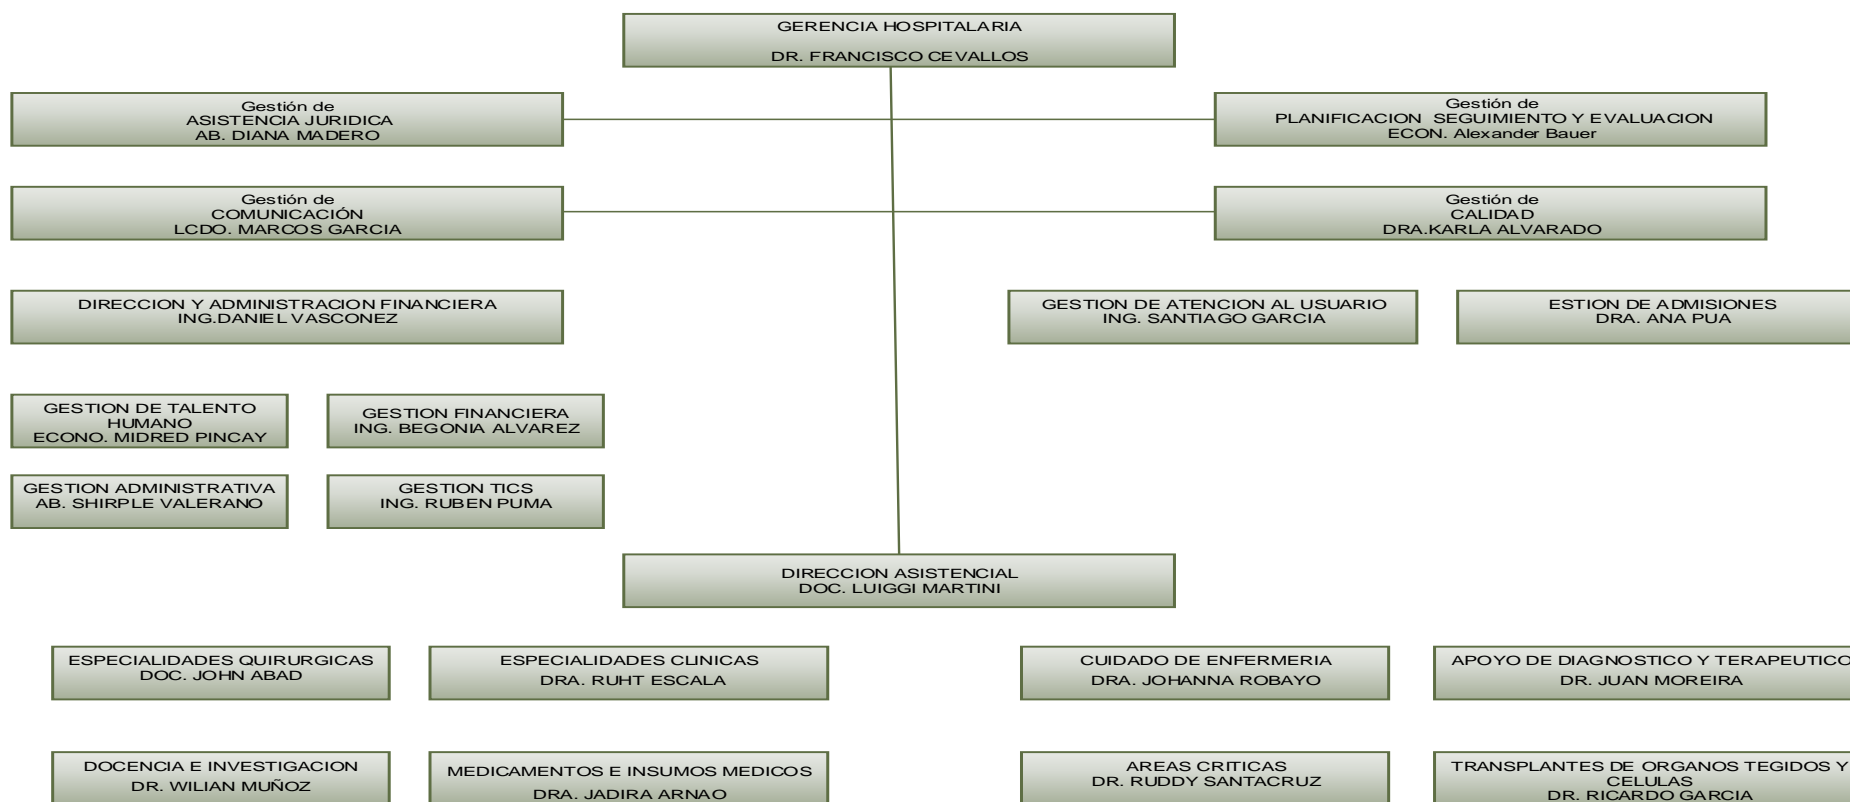 GERENCIA HOSPITALARIA
DR. FRANCISCO CEVALLOS
Gestión de
ASISTENCIA JURIDICA
AB. DIANA MADERO
Gestión de
PLANIFICACION SEGUIMIENTO Y EVALUACION
ECON. Alexander Bauer
Gestión de
COMUNICACIÓN
LCDO. MARCOS GARCIA
Gestión de
CALIDAD
DRA.KARLA ALVARADO
DIRECCION Y ADMINISTRACION FINANCIERA
ING.DANIEL VASCONEZ
GESTION DE ATENCION AL USUARIO
ING. SANTIAGO GARCIA
ESTION DE ADMISIONES
DRA. ANA PUA
GESTION DE TALENTO
HUMANO
ECONO. MIDRED PINCAY
GESTION FINANCIERA
ING. BEGONIA ALVAREZ
GESTION ADMINISTRATIVA
AB. SHIRPLE VALERANO
GESTION TICS
ING. RUBEN PUMA
DIRECCION ASISTENCIAL
DOC. LUIGGI MARTINI
ESPECIALIDADES QUIRURGICAS
DOC. JOHN ABAD
ESPECIALIDADES CLINICAS
DRA. RUHT ESCALA
CUIDADO DE ENFERMERIA
DRA. JOHANNA ROBAYO
APOYO DE DIAGNOSTICO Y TERAPEUTICO
DR. JUAN MOREIRA
DOCENCIA E INVESTIGACION
DR. WILIAN MUÑOZ
MEDICAMENTOS E INSUMOS MEDICOS
DRA. JADIRA ARNAO
AREAS CRITICAS
DR. RUDDY SANTACRUZ
TRANSPLANTES DE ORGANOS TEGIDOS Y
CELULAS
DR. RICARDO GARCIA